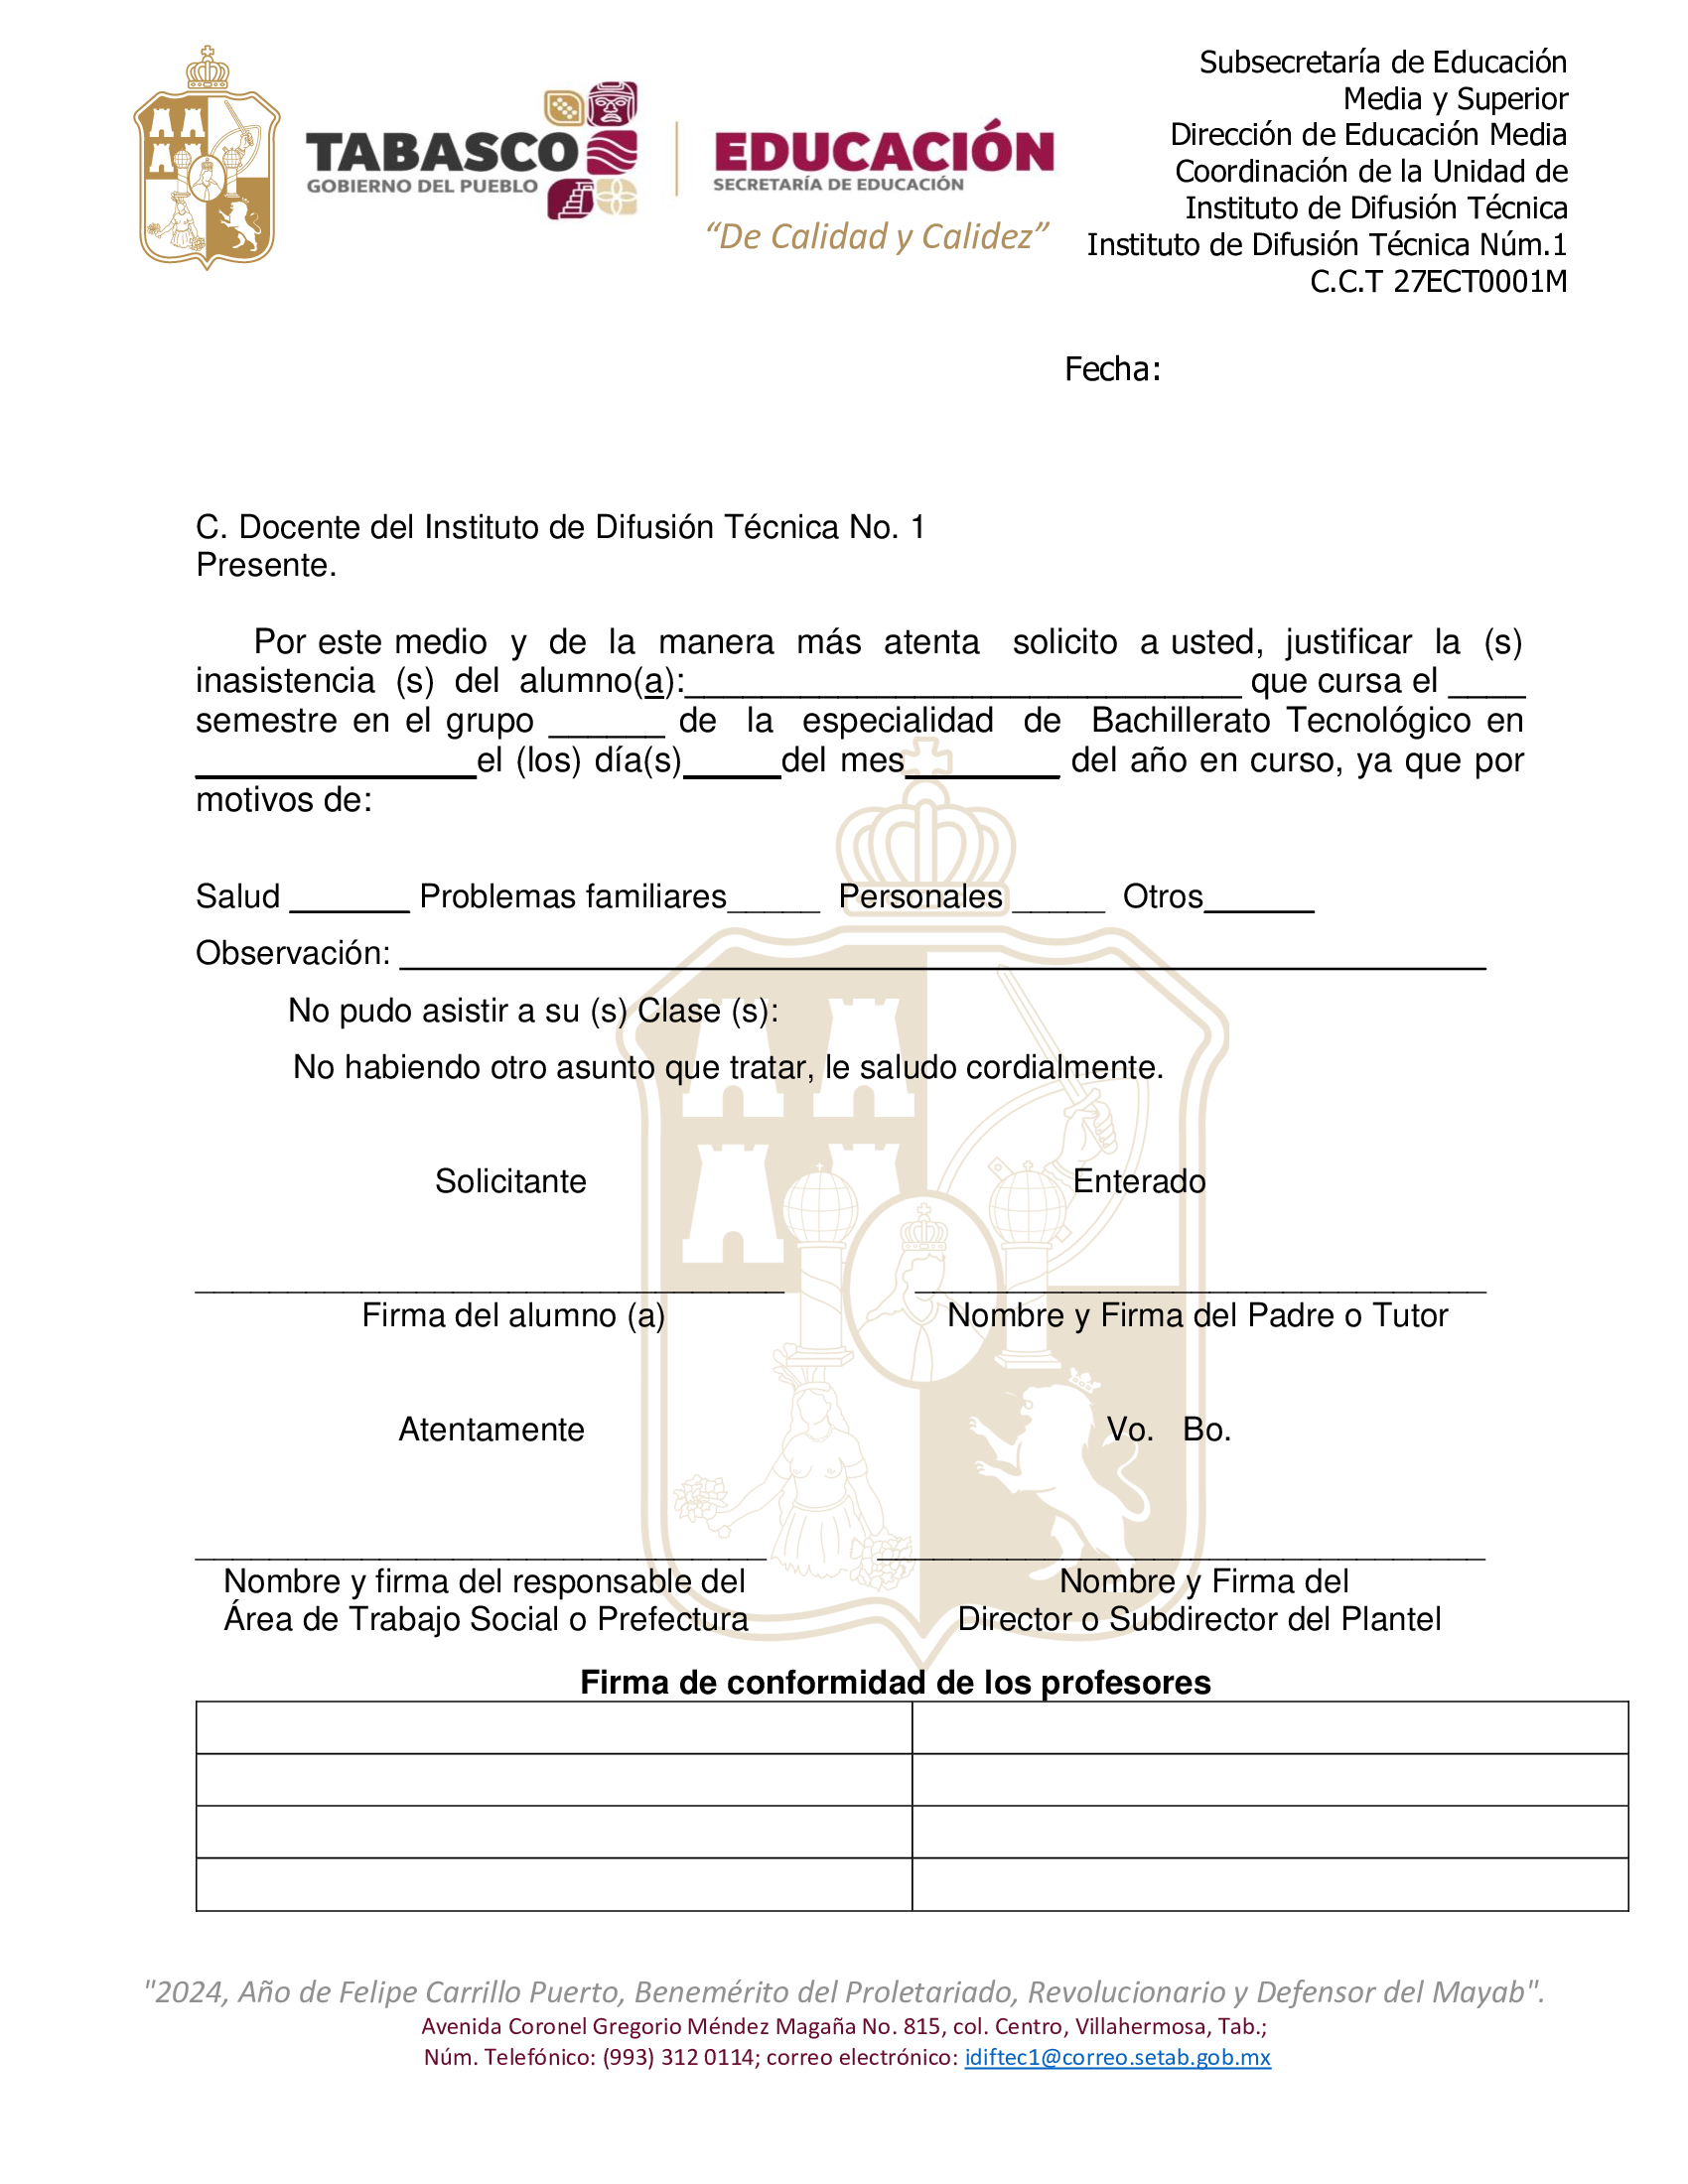 TABASCO
GOBIERNO DEL PUEBLO
EDUCACIÓN
SECRETARÍA DE EDUCACIÓN
“De Calidad y Calidez”
Subsecretaría de Educación
Media y Superior
Dirección de Educación Media
Coordinación de la Unidad de
Instituto de Difusión Técnica
Instituto de Difusión Técnica Núm.1
C.C.T 27ECT0001M
Fecha:
C. Docente del Instituto de Difusión Técnica No. 1
Presente.
Por este medio y de la manera más atenta solicito a usted, justificar la (s)
inasistencia (s) del alumno(a):______________________________ que cursa el ____
semestre en el grupo ______ de la especialidad de Bachillerato Tecnológico en
_______________el (los) día(s)_____del mes________ del año en curso, ya que por
motivos de:
Salud ______ Problemas familiares_____ Personales _____ Otros______
Observación: ___________________________________________________________
No pudo asistir a su (s) Clase (s):
No habiendo otro asunto que tratar, le saludo cordialmente.
Solicitante Enterado
________________________________ _______________________________
Firma del alumno (a) Nombre y Firma del Padre o Tutor
Atentamente Vo. Bo.
_______________________________ _________________________________
Nombre y firma del responsable del Nombre y Firma del
Área de Trabajo Social o Prefectura Director o Subdirector del Plantel
Firma de conformidad de los profesores
"2024, Año de Felipe Carrillo Puerto, Benemérito del Proletariado, Revolucionario y Defensor del Mayab".
Avenida Coronel Gregorio Méndez Magaña No. 815, col. Centro, Villahermosa, Tab.;
Núm. Telefónico: (993) 312 0114; correo electrónico: idiftec1@correo.setab.gob.mx